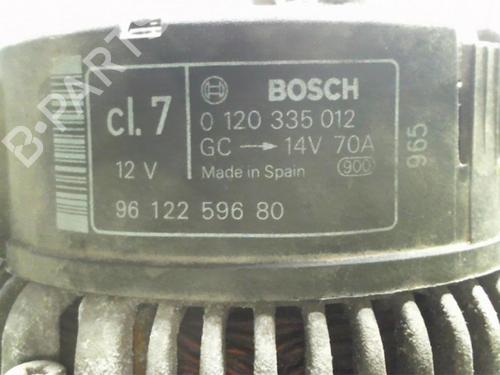 B-PARTS
cl.7
12 V
BOSCH
0 120 335 012
GC → 14V 70A
Made in Spain 900
96 122 596 80
965